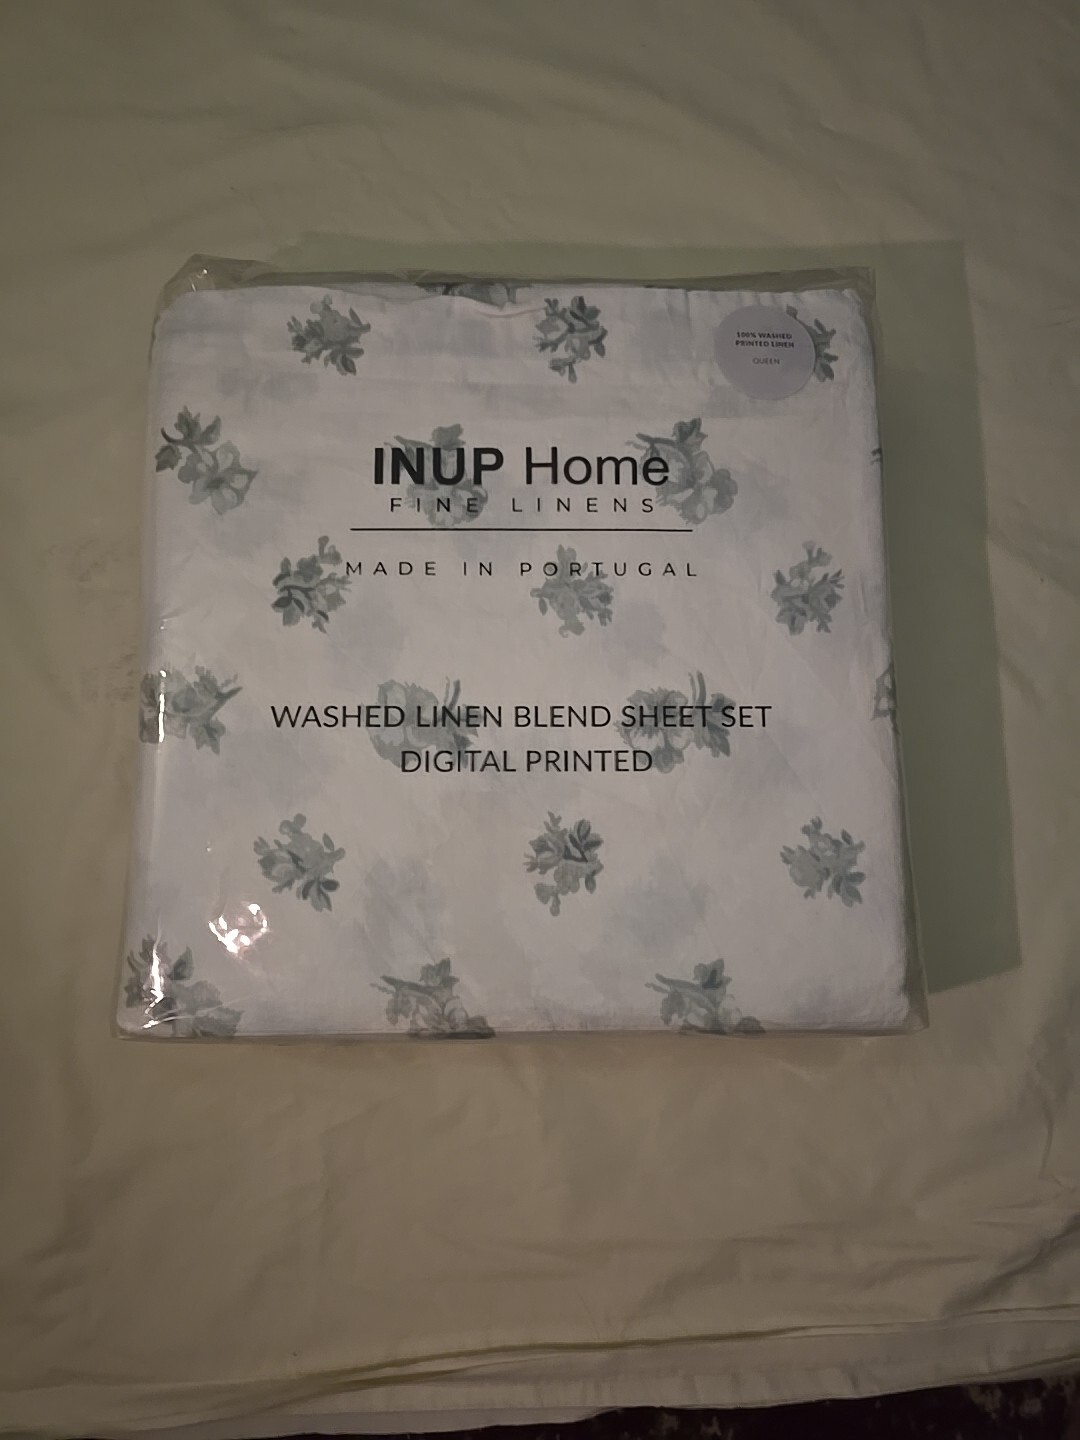 100% WASHED
PRINTED LINEN
QUEEN
INUP Home
FINE LINENS
MADE IN PORTUGAL
WASHED LINEN BLEND SHEET SET
DIGITAL PRINTED